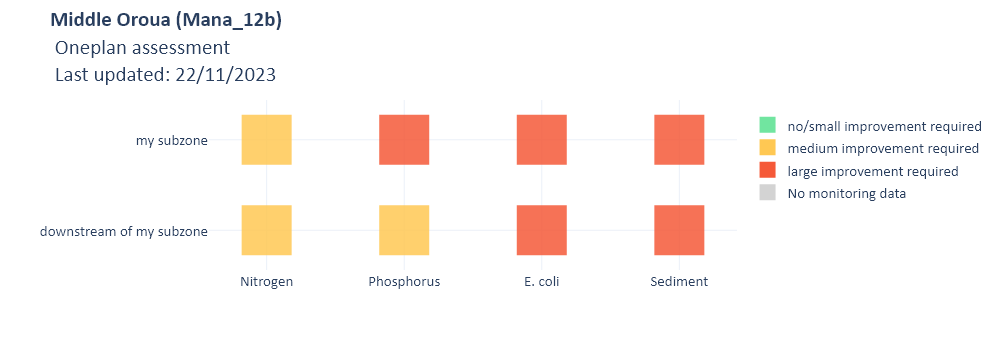 Middle Oroua (Mana_12b)
Oneplan assessment
Last updated: 22/11/2023
my subzone
downstream of my subzone
Nitrogen
Phosphorus
E. coli
Sediment
no/small improvement required
medium improvement required
large improvement required
No monitoring data